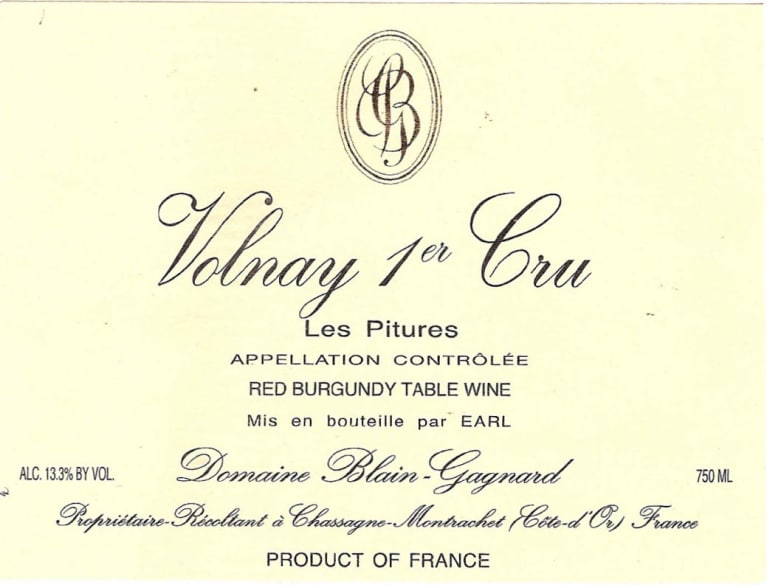 Volnay 1er Cru
Les Pitures
APPELLATION CONTRÔLÉE
RED BURGUNDY TABLE WINE
Mis en bouteille par EARL
ALC. 13.3% BY VOL. Domaine Blain-Gagnard 750 ML
Propriétaire-Récoltant à Chassagne-Montrachet (Côte-d'Or) France
PRODUCT OF FRANCE